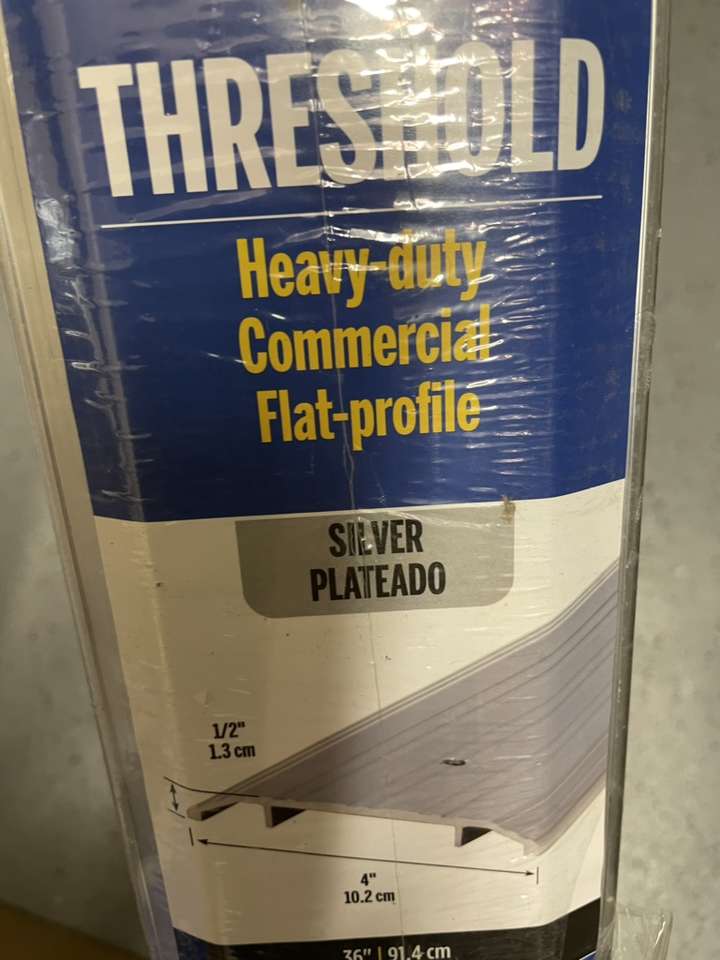 THRESHOLD
Heavy-duty
Commercial
Flat-profile
SILVER
PLATEADO
1/2"
1.3 cm
4"
10.2 cm
36" | 91.4 cm